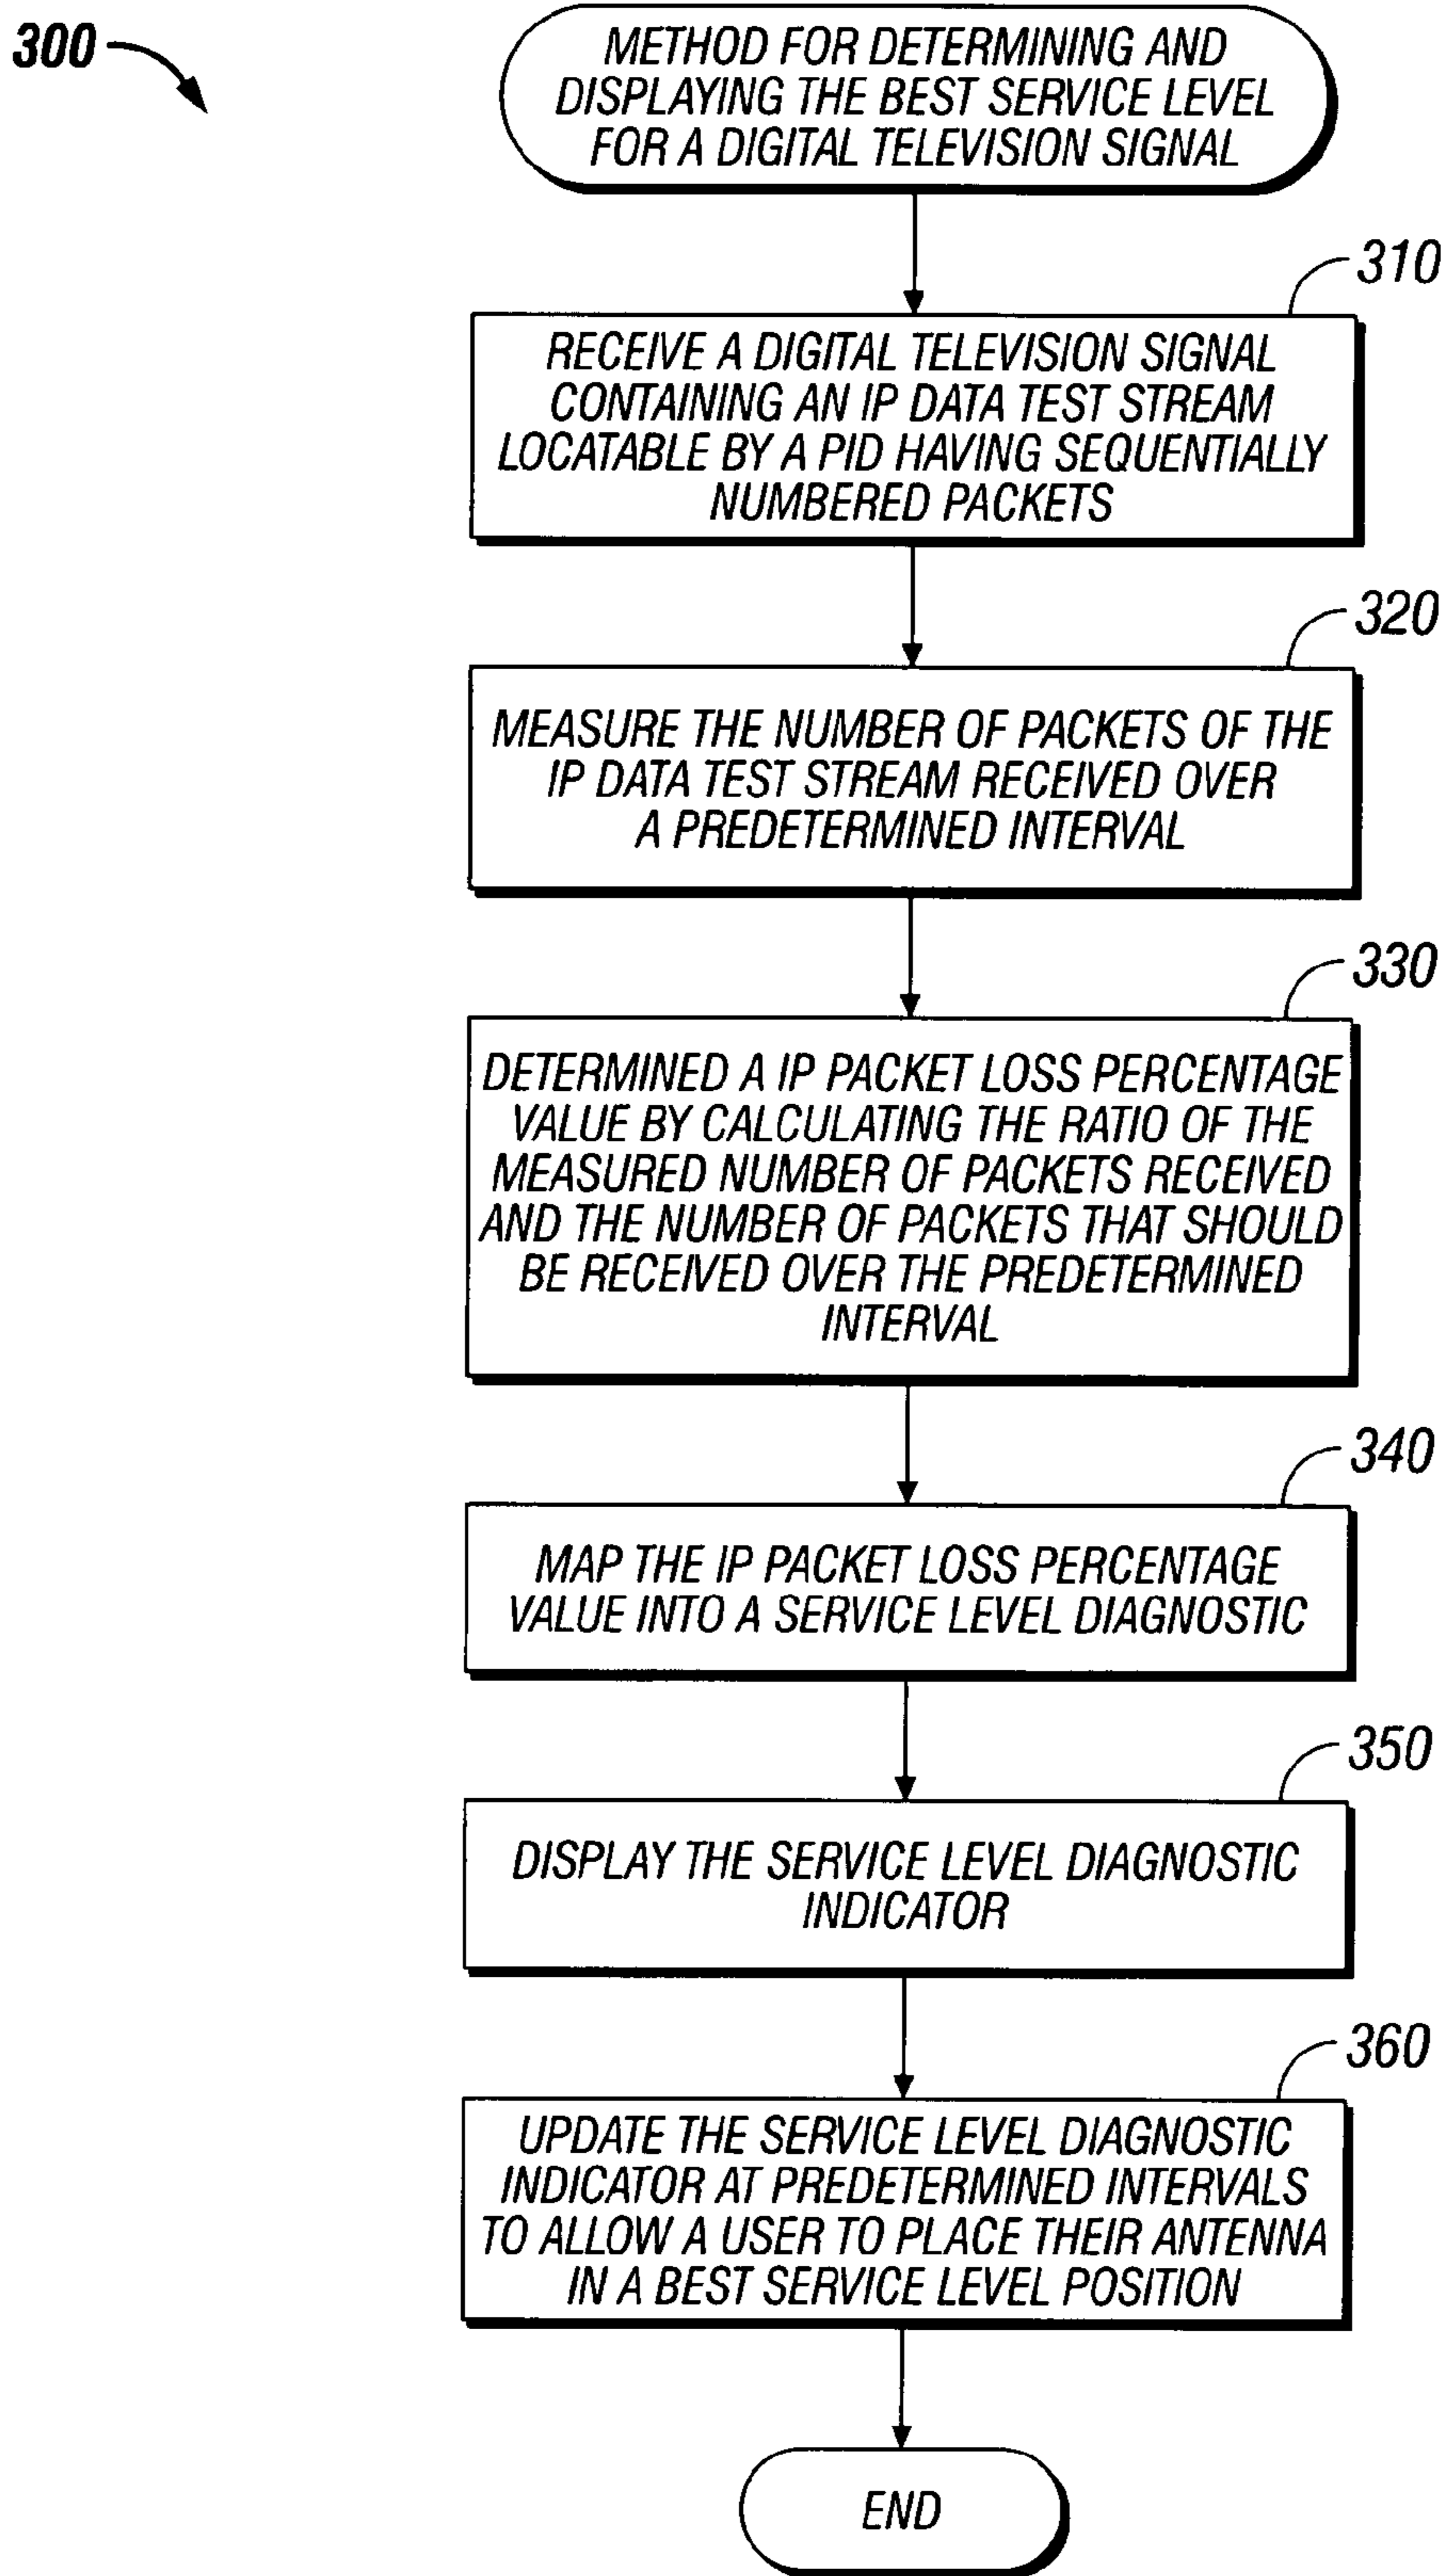 300
METHOD FOR DETERMINING AND
DISPLAYING THE BEST SERVICE LEVEL
FOR A DIGITAL TELEVISION SIGNAL
310
RECEIVE A DIGITAL TELEVISION SIGNAL
CONTAINING AN IP DATA TEST STREAM
LOCATABLE BY A PID HAVING SEQUENTIALLY
NUMBERED PACKETS
320
MEASURE THE NUMBER OF PACKETS OF THE
IP DATA TEST STREAM RECEIVED OVER
A PREDETERMINED INTERVAL
330
DETERMINED A IP PACKET LOSS PERCENTAGE
VALUE BY CALCULATING THE RATIO OF THE
MEASURED NUMBER OF PACKETS RECEIVED
AND THE NUMBER OF PACKETS THAT SHOULD
BE RECEIVED OVER THE PREDETERMINED
INTERVAL
340
MAP THE IP PACKET LOSS PERCENTAGE
VALUE INTO A SERVICE LEVEL DIAGNOSTIC
350
DISPLAY THE SERVICE LEVEL DIAGNOSTIC
INDICATOR
360
UPDATE THE SERVICE LEVEL DIAGNOSTIC
INDICATOR AT PREDETERMINED INTERVALS
TO ALLOW A USER TO PLACE THEIR ANTENNA
IN A BEST SERVICE LEVEL POSITION
END